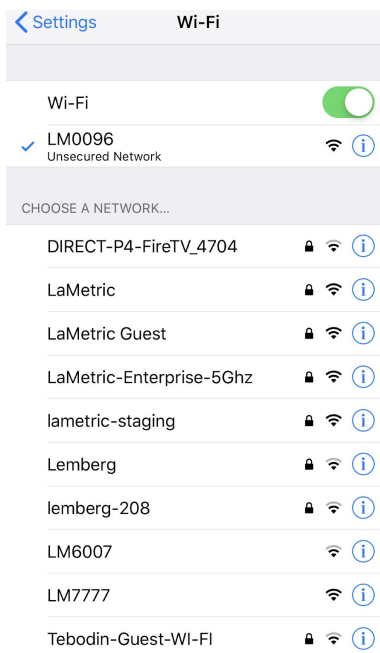 Settings
Wi-Fi
Wi-Fi
LM0096
Unsecured Network
CHOOSE A NETWORK...
DIRECT-P4-FireTV_4704
LaMetric
LaMetric Guest
LaMetric-Enterprise-5Ghz
lametric-staging
Lemberg
lemberg-208
LM6007
LM7777
Tebodin-Guest-WI-FI